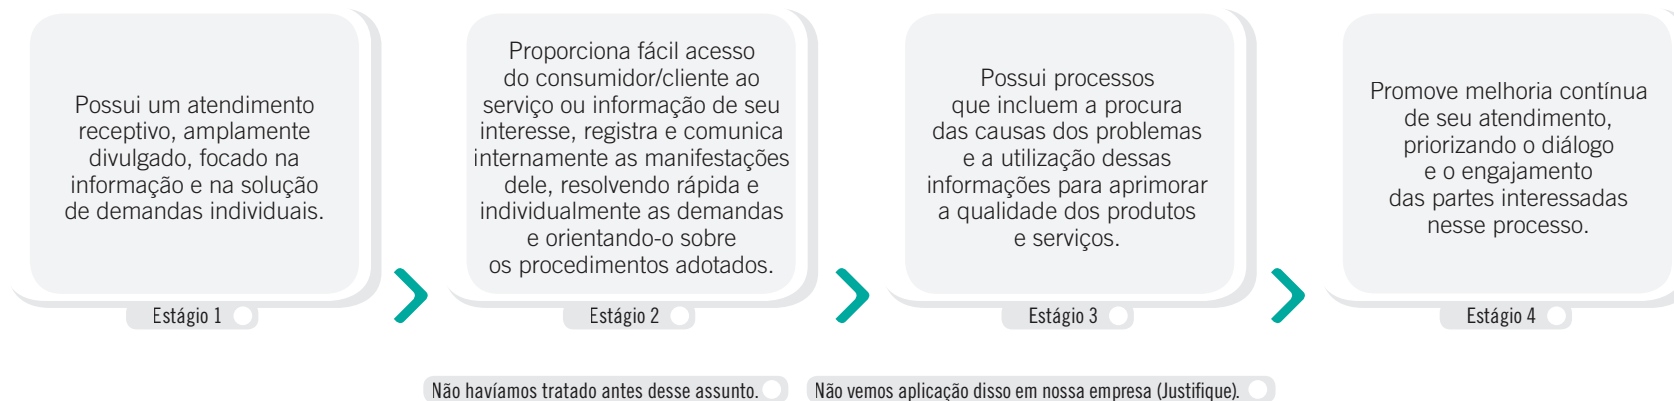 Possui um atendimento
receptivo, amplamente
divulgado, focado na
informação e na solução
de demandas individuais.
Estágio 1
Proporciona fácil acesso
do consumidor/cliente ao
serviço ou informação de seu
interesse, registra e comunica
internamente as manifestações
dele, resolvendo rápida e
individualmente as demandas
e orientando-o sobre
os procedimentos adotados.
Estágio 2
Possui processos
que incluem a procura
das causas dos problemas
e a utilização dessas
informações para aprimorar
a qualidade dos produtos
e serviços.
Estágio 3
Promove melhoria contínua
de seu atendimento,
priorizando o diálogo
e o engajamento
das partes interessadas
nesse processo.
Estágio 4
Não havíamos tratado antes desse assunto.
Não vemos aplicação disso em nossa empresa (Justifique).